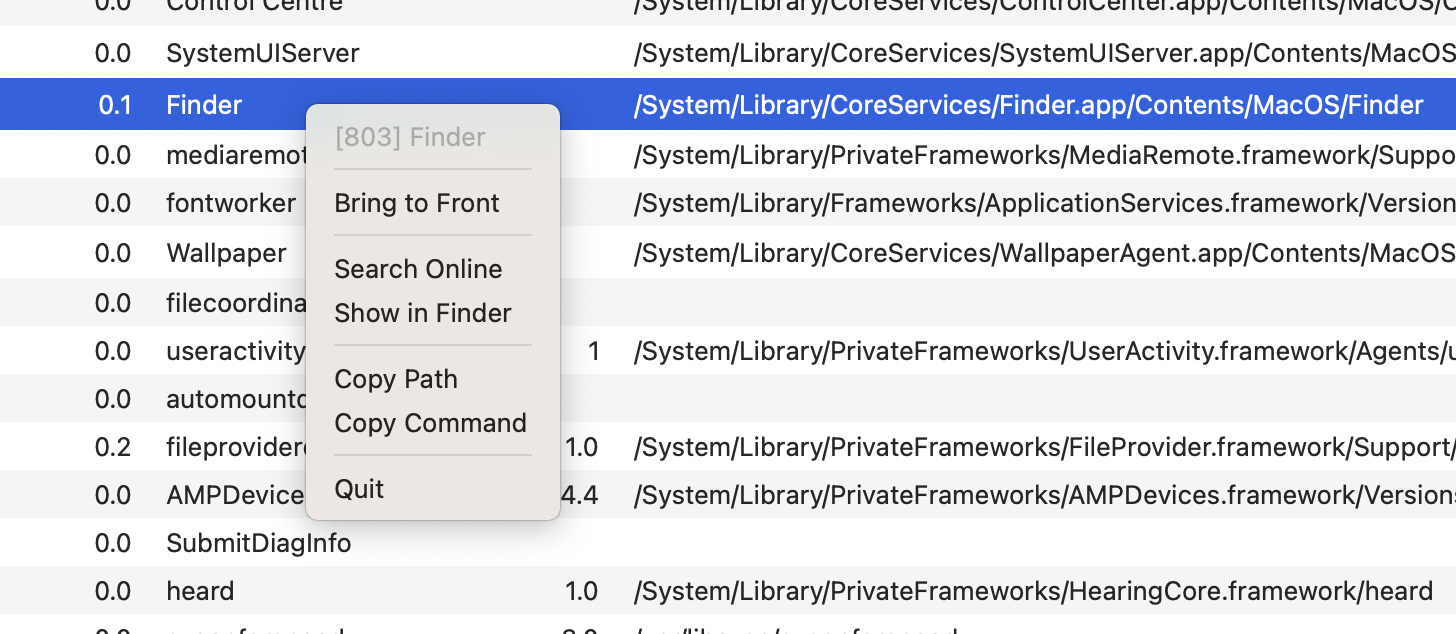 0.0 Control Centre /System/Library/CoreServices/ControlCenter.app/Contents/MacOS/
0.0 SystemUIServer /System/Library/CoreServices/SystemUIServer.app/Contents/MacOS
0.1 Finder /System/Library/CoreServices/Finder.app/Contents/MacOS/Finder
[803] Finder
0.0 mediaremot /System/Library/PrivateFrameworks/MediaRemote.framework/Suppo
Bring to Front
0.0 fontworker /System/Library/Frameworks/ApplicationServices.framework/Version
0.0 Wallpaper /System/Library/CoreServices/WallpaperAgent.app/Contents/MacOS
Search Online
0.0 filecoordina
Show in Finder
0.0 useractivity 1 /System/Library/PrivateFrameworks/UserActivity.framework/Agents/u
Copy Path
0.0 automountd
Copy Command
0.2 fileprovider 1.0 /System/Library/PrivateFrameworks/FileProvider.framework/Support/
Quit
0.0 AMPDevice 4.4 /System/Library/PrivateFrameworks/AMPDevices.framework/Versions
0.0 SubmitDiagInfo
0.0 heard 1.0 /System/Library/PrivateFrameworks/HearingCore.framework/heard